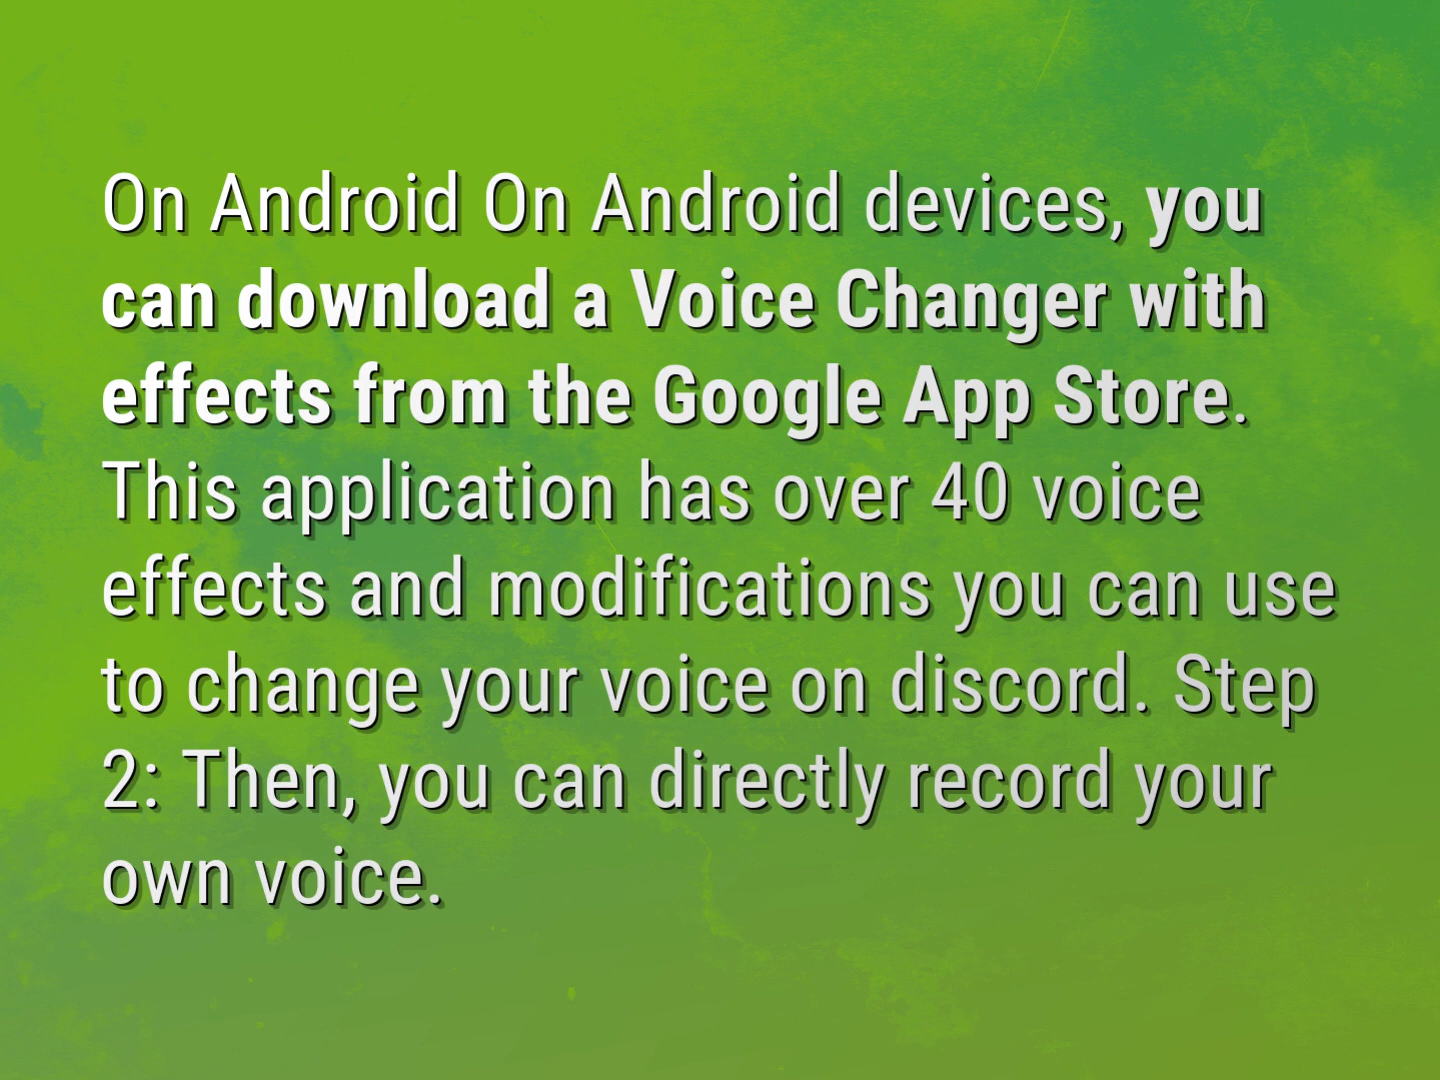 On Android On Android devices, you
can download a Voice Changer with
effects from the Google App Store.
This application has over 40 voice
effects and modifications you can use
to change your voice on discord. Step
2: Then, you can directly record your
own voice.